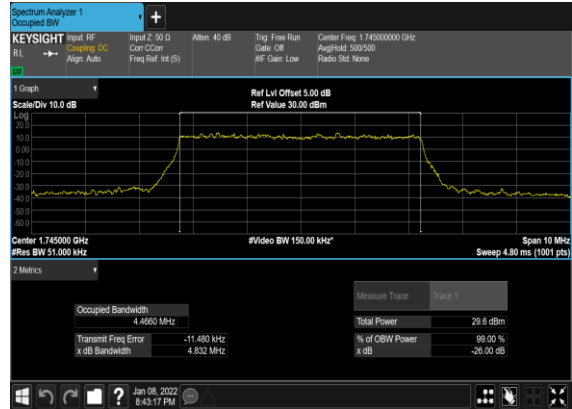 Spectrum Analyzer 1
Occupied BW
+
KEYSIGHT Input: RF Input Z: 50 Ω Atten: 40 dB Trig: Free Run Center Freq: 1.745000000 GHz
RL Coupling: DC Corr CCorr Gate: Off Avg|Hold: 500/500
Align: Auto Freq Ref: Int (S) #IF Gain: Low Radio Std: None
1 Graph
Ref Lvl Offset 5.00 dB
Scale/Div 10.0 dB Ref Value 30.00 dBm
Log
20.0
10.0
0.00
-10.0
-20.0
-30.0
-40.0
-50.0
-60.0
Center 1.745000 GHz #Video BW 150.00 kHz* Span 10 MHz
#Res BW 51.000 kHz Sweep 4.80 ms (1001 pts)
2 Metrics
Measure Trace Trace 1
Occupied Bandwidth
4.4660 MHz Total Power 29.6 dBm
Transmit Freq Error -11.480 kHz % of OBW Power 99.00 %
x dB Bandwidth 4.832 MHz x dB -26.00 dB
? Jan 08, 2022
8:43:17 PM